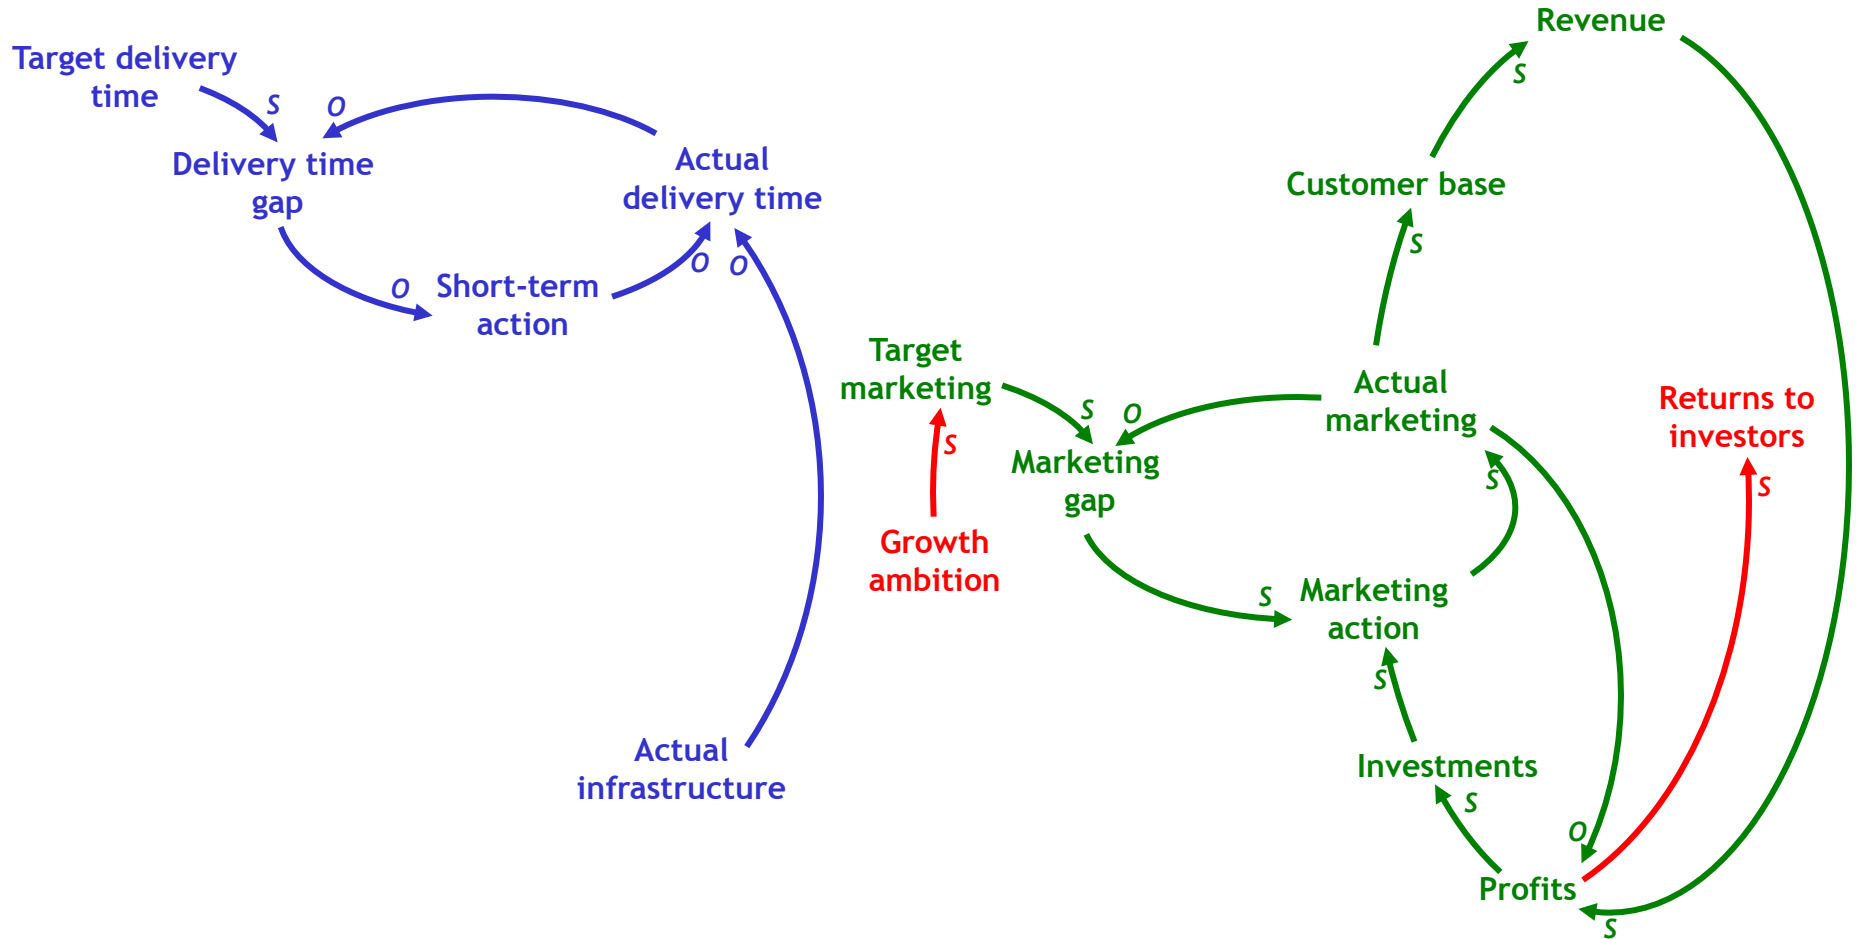 Target delivery
time
S
O
Delivery time
gap
Actual
delivery time
O
O
O
Short-term
action
Actual
infrastructure
Revenue
S
Customer base
S
Target
marketing
S
O
Actual
marketing
S
S
Growth
ambition
Marketing
gap
S
Marketing
action
S
Investments
S
O
Profits
S
Returns to
investors
S